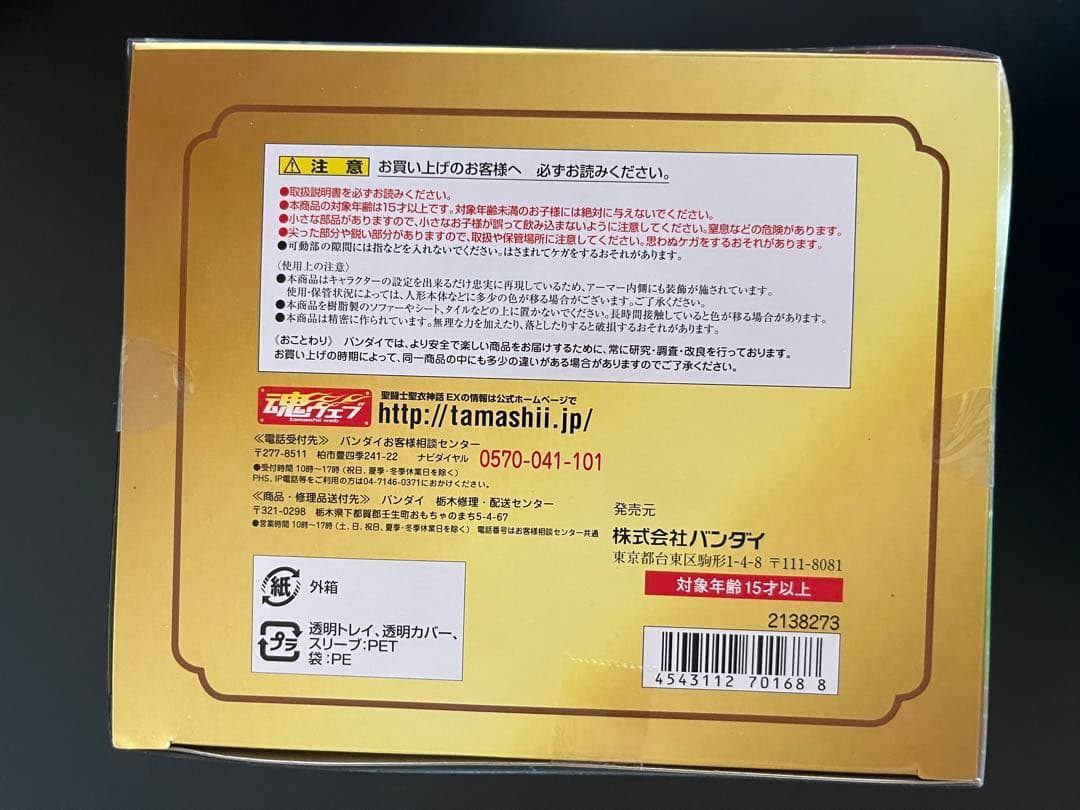 注意 お買い上げのお客様へ 必ずお読みください。
●取扱説明書を必ずお読みください。
●本商品の対象年齢は15才以上です。対象年齢未満のお子様には絶対に与えないでください。
●小さな部品がありますので、小さなお子様が誤って飲み込まないように注意してください。窒息などの危険があります。
●尖った部分や鋭い部分がありますので、取扱や保管場所に注意してください。思わぬケガをするおそれがあります。
●可動部の隙間には指などを入れないでください。はさまれてケガをするおそれがあります。
〈使用上の注意〉
●本商品はキャラクターの設定を出来るだけ忠実に再現しているため、アーマー内側にも装飾が施されています。
使用・保管状況によっては、人形本体などに多少の色が移る場合がございます。ご了承ください。
●本商品を樹脂製のソファーやシート、タイルなどの上に置かないでください。長時間接触していると色が移る場合があります。
●本商品は精密に作られています。無理な力を加えたり、落としたりすると破損するおそれがあります。
《おことわり》 バンダイでは、より安全で楽しい商品をお届けするために、常に研究・調査・改良を行っております。
お買い上げの時期によって、同一商品の中にも多少の違いがある場合がありますのでご了承ください。
魂ウェブ
tamashii web
聖闘士聖衣神話EXの情報は公式ホームページで
http://tamashii.jp/
≪電話受付先≫ バンダイお客様相談センター
〒277-8511 柏市豊四季241-22 ナビダイヤル 0570-041-101
●受付時間 10時〜17時（祝日、夏季・冬季休業日を除く）
PHS、IP電話等をご利用の方は04-7146-0371におかけください。
≪商品・修理品送付先≫ バンダイ 栃木修理・配送センター
〒321-0298 栃木県下都賀郡壬生町おもちゃのまち5-4-67
●営業時間 10時〜17時（土、日、祝日、夏季・冬季休業日を除く） 電話番号はお客様相談センター共通
発売元
株式会社バンダイ
東京都台東区駒形1-4-8 〒111-8081
対象年齢15才以上
紙 外箱
プラ 透明トレイ、透明カバー、
スリーブ:PET
袋:PE
2138273
4543112 701688